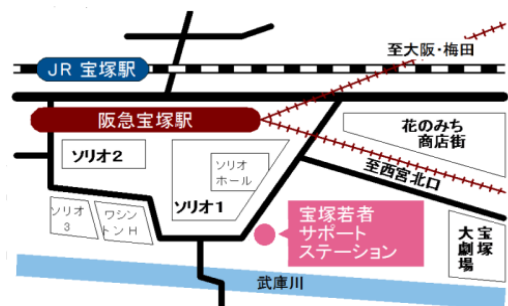 至大阪・梅田
JR 宝塚駅
阪急宝塚駅
花のみち
商店街
ソリオ2
ソリオ
ホール
至西宮北口
ソリオ1
ソリオ
3
ワシン
トンH
宝塚若者
サポート
ステーション
宝塚
大劇場
武庫川